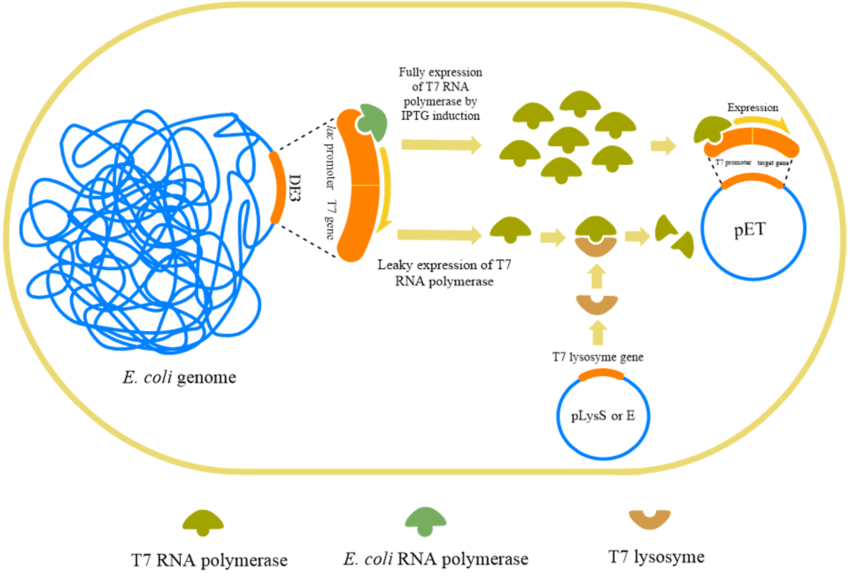 Fully expression
of T7 RNA
polymerase by
IPTG induction
Expression
lac promoter T7 gene
DE3
T7 promoter target gene
pET
Leaky expression of T7
RNA polymerase
T7 lysosyme gene
pLysS or E
E. coli genome
T7 RNA polymerase
E. coli RNA polymerase
T7 lysosyme